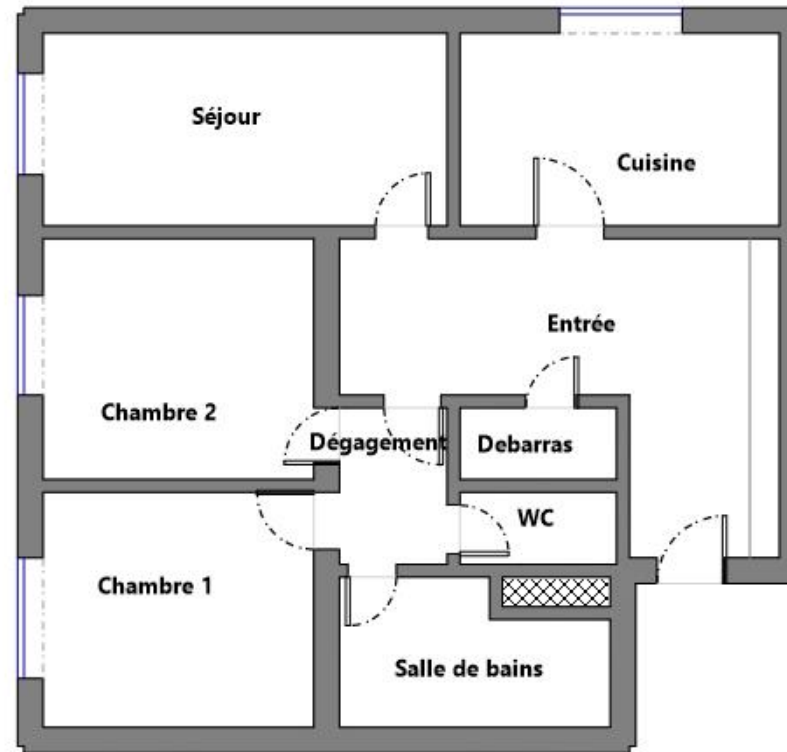 Séjour
Cuisine
Entrée
Chambre 2
Dégagement
Debarras
WC
Chambre 1
Salle de bains